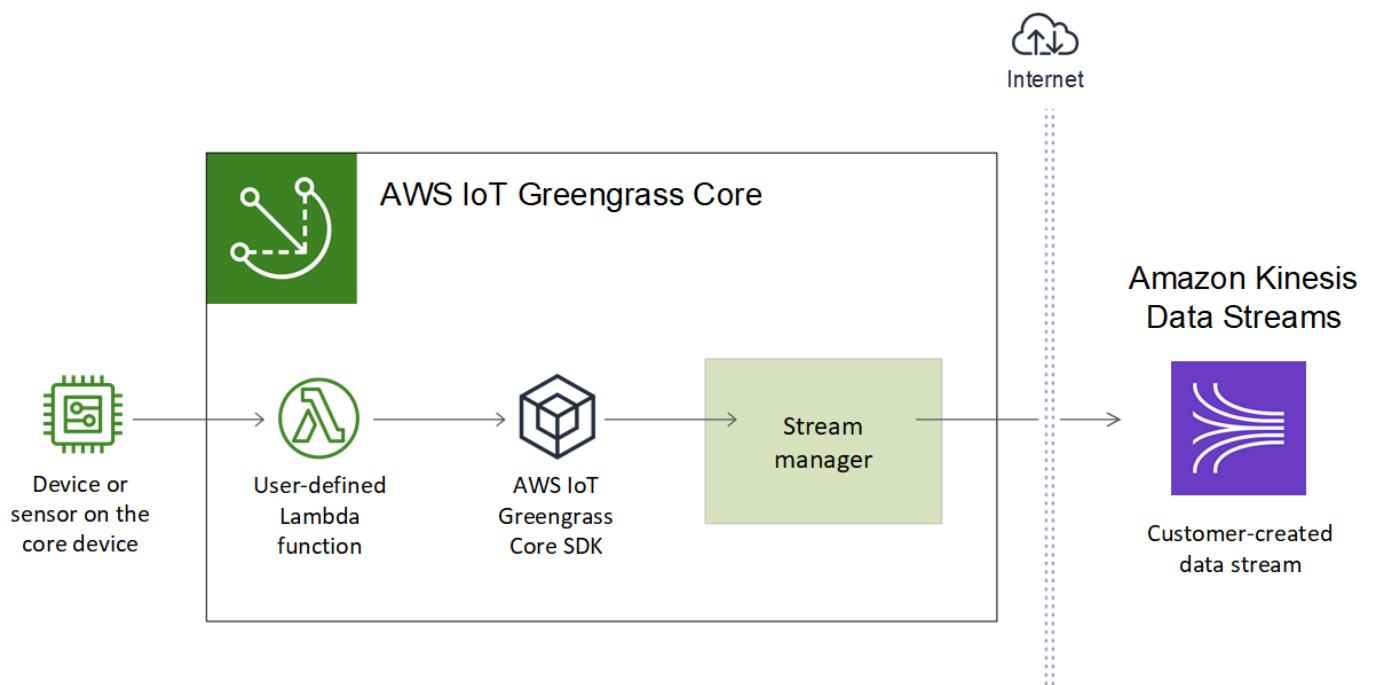 Internet
AWS IoT Greengrass Core
Amazon Kinesis
Data Streams
Device or
sensor on the
core device
User-defined
Lambda
function
AWS IoT
Greengrass
Core SDK
Stream
manager
Customer-created
data stream